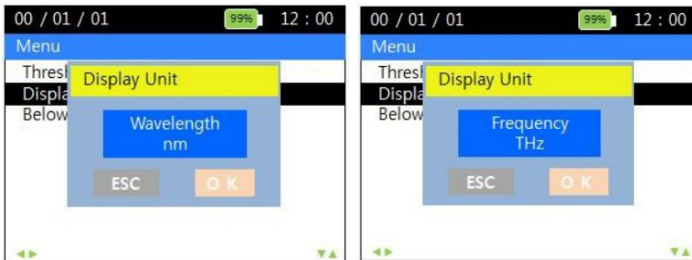 00 / 01 / 01 99% 12 : 00
Menu
Thresh
Displa
Below
Display Unit
Wavelength
nm
ESC O K
00 / 01 / 01 99% 12 : 00
Menu
Thresh
Displa
Below
Display Unit
Frequency
THz
ESC O K